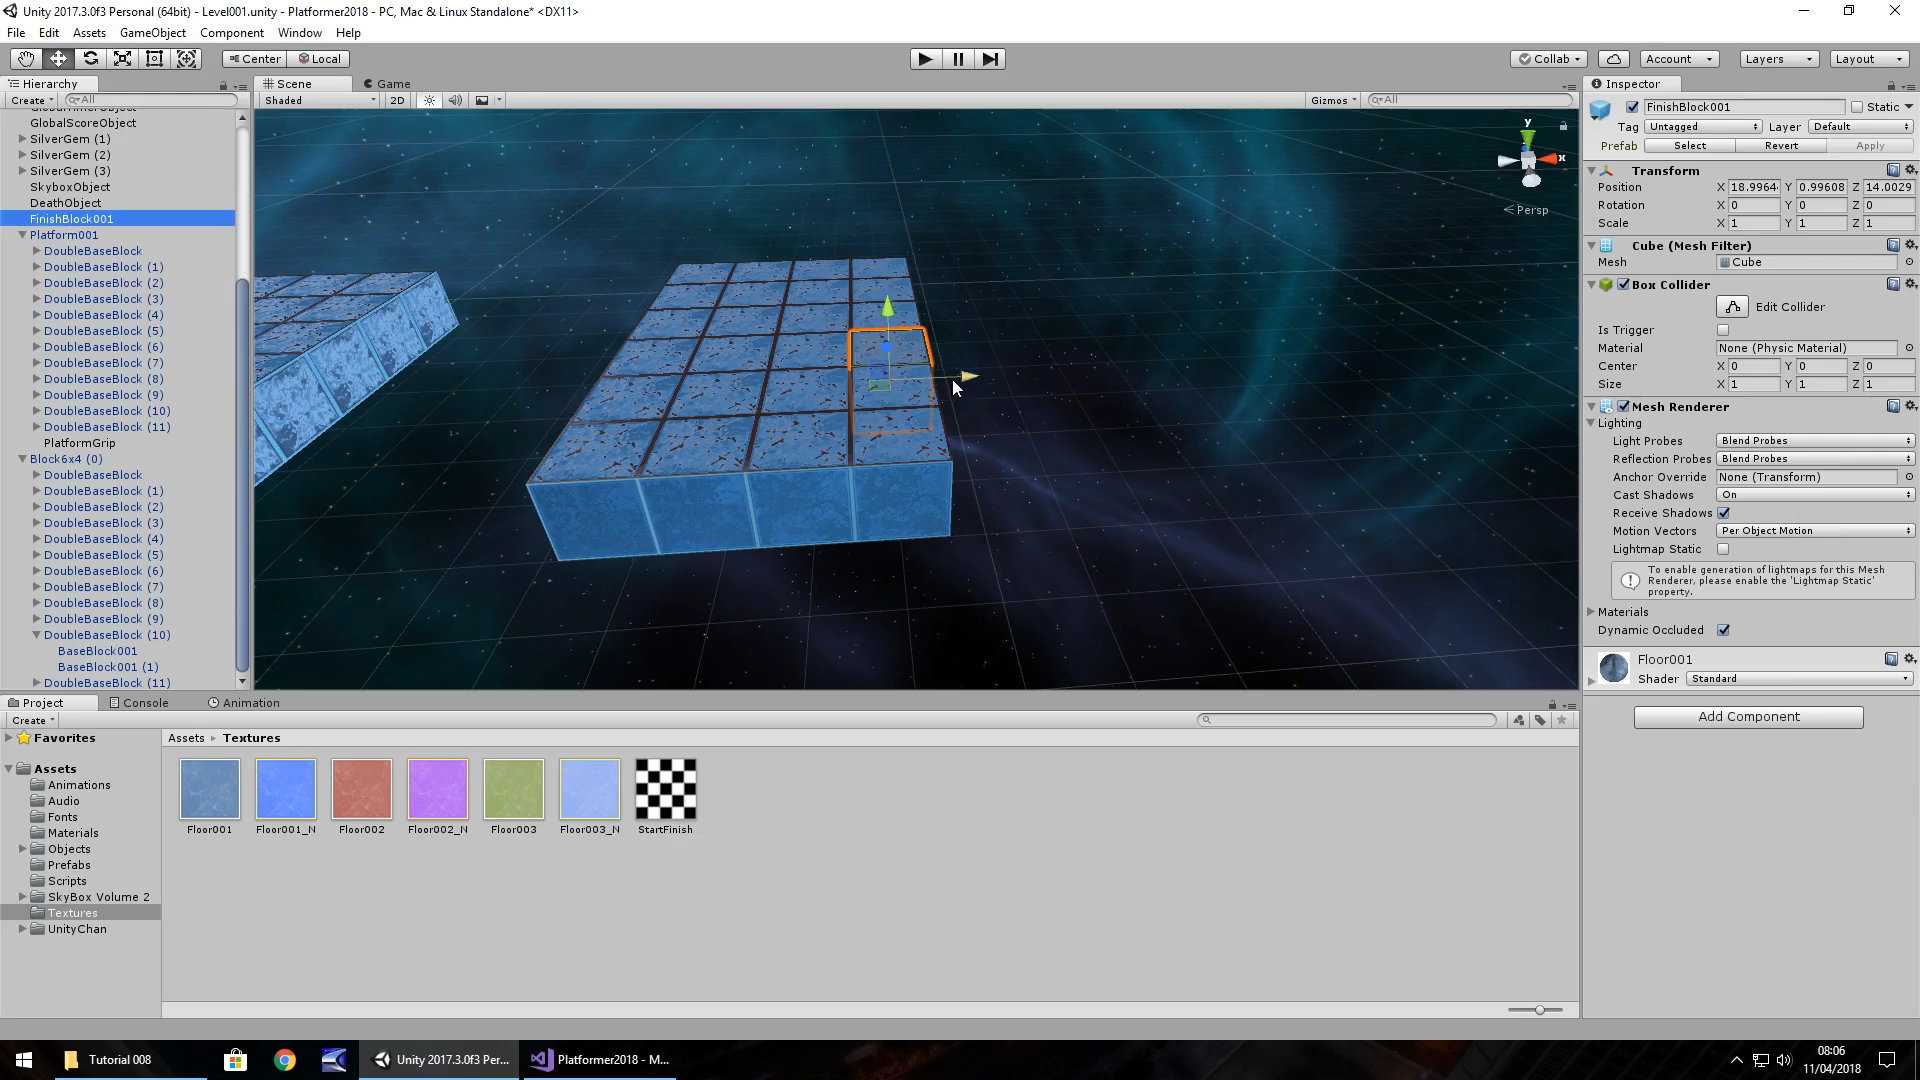 Unity 2017.3.0f3 Personal (64bit) - Level001.unity - Platformer2018 - PC, Mac & Linux Standalone* <DX11>
File Edit Assets GameObject Component Window Help
Center Local Collab Account Layers Layout
Hierarchy
Create All
GlobalTimerObject
GlobalScoreObject
SilverGem (1)
SilverGem (2)
SilverGem (3)
SkyboxObject
DeathObject
FinishBlock001
Platform001
DoubleBaseBlock
DoubleBaseBlock (1)
DoubleBaseBlock (2)
DoubleBaseBlock (3)
DoubleBaseBlock (4)
DoubleBaseBlock (5)
DoubleBaseBlock (6)
DoubleBaseBlock (7)
DoubleBaseBlock (8)
DoubleBaseBlock (9)
DoubleBaseBlock (10)
DoubleBaseBlock (11)
PlatformGrip
Block6x4 (0)
DoubleBaseBlock
DoubleBaseBlock (1)
DoubleBaseBlock (2)
DoubleBaseBlock (3)
DoubleBaseBlock (4)
DoubleBaseBlock (5)
DoubleBaseBlock (6)
DoubleBaseBlock (7)
DoubleBaseBlock (8)
DoubleBaseBlock (9)
DoubleBaseBlock (10)
BaseBlock001
BaseBlock001 (1)
DoubleBaseBlock (11)
Scene Game
Shaded 2D Gizmos All
y
x
Persp
Inspector
FinishBlock001 Static
Tag Untagged Layer Default
Prefab Select Revert Apply
Transform
Position X 18.9964 Y 0.99608 Z 14.0029
Rotation X 0 Y 0 Z 0
Scale X 1 Y 1 Z 1
Cube (Mesh Filter)
Mesh Cube
Box Collider
Edit Collider
Is Trigger
Material None (Physic Material)
Center X 0 Y 0 Z 0
Size X 1 Y 1 Z 1
Mesh Renderer
Lighting
Light Probes Blend Probes
Reflection Probes Blend Probes
Anchor Override None (Transform)
Cast Shadows On
Receive Shadows
Motion Vectors Per Object Motion
Lightmap Static
To enable generation of lightmaps for this Mesh
Renderer, please enable the 'Lightmap Static'
property.
Materials
Dynamic Occluded
Floor001
Shader Standard
Add Component
Project Console Animation
Create
Favorites
Assets
Animations
Audio
Fonts
Materials
Objects
Prefabs
Scripts
SkyBox Volume 2
Textures
UnityChan
Assets Textures
Floor001 Floor001_N Floor002 Floor002_N Floor003 Floor003_N StartFinish
Tutorial 008 Unity 2017.3.0f3 Per... Platformer2018 - M...
08:06
11/04/2018